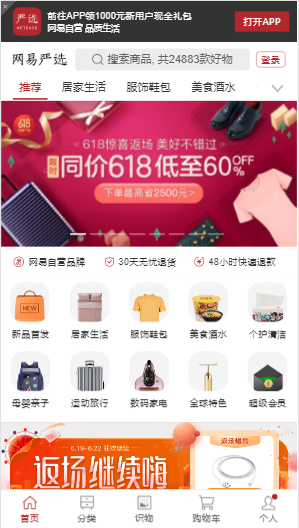 严选
NETEASE
前往APP领1000元新用户现金礼包
网易自营 品质生活
打开APP
网易严选
搜索商品, 共24883款好物
登录
推荐
居家生活
服饰鞋包
美食酒水
618
618惊喜返场 美好不错过
限时
同价618低至60%OFF
下单最高省2500元>
网易自营品牌
30天无忧退货
48小时快速退款
NEW
新品首发
居家生活
服饰鞋包
美食酒水
个护清洁
母婴亲子
运动旅行
数码家电
全球特色
超级会员
6.19-6.22 狂欢继续
返场继续嗨
返场爆款
首页
分类
识物
购物车
个人